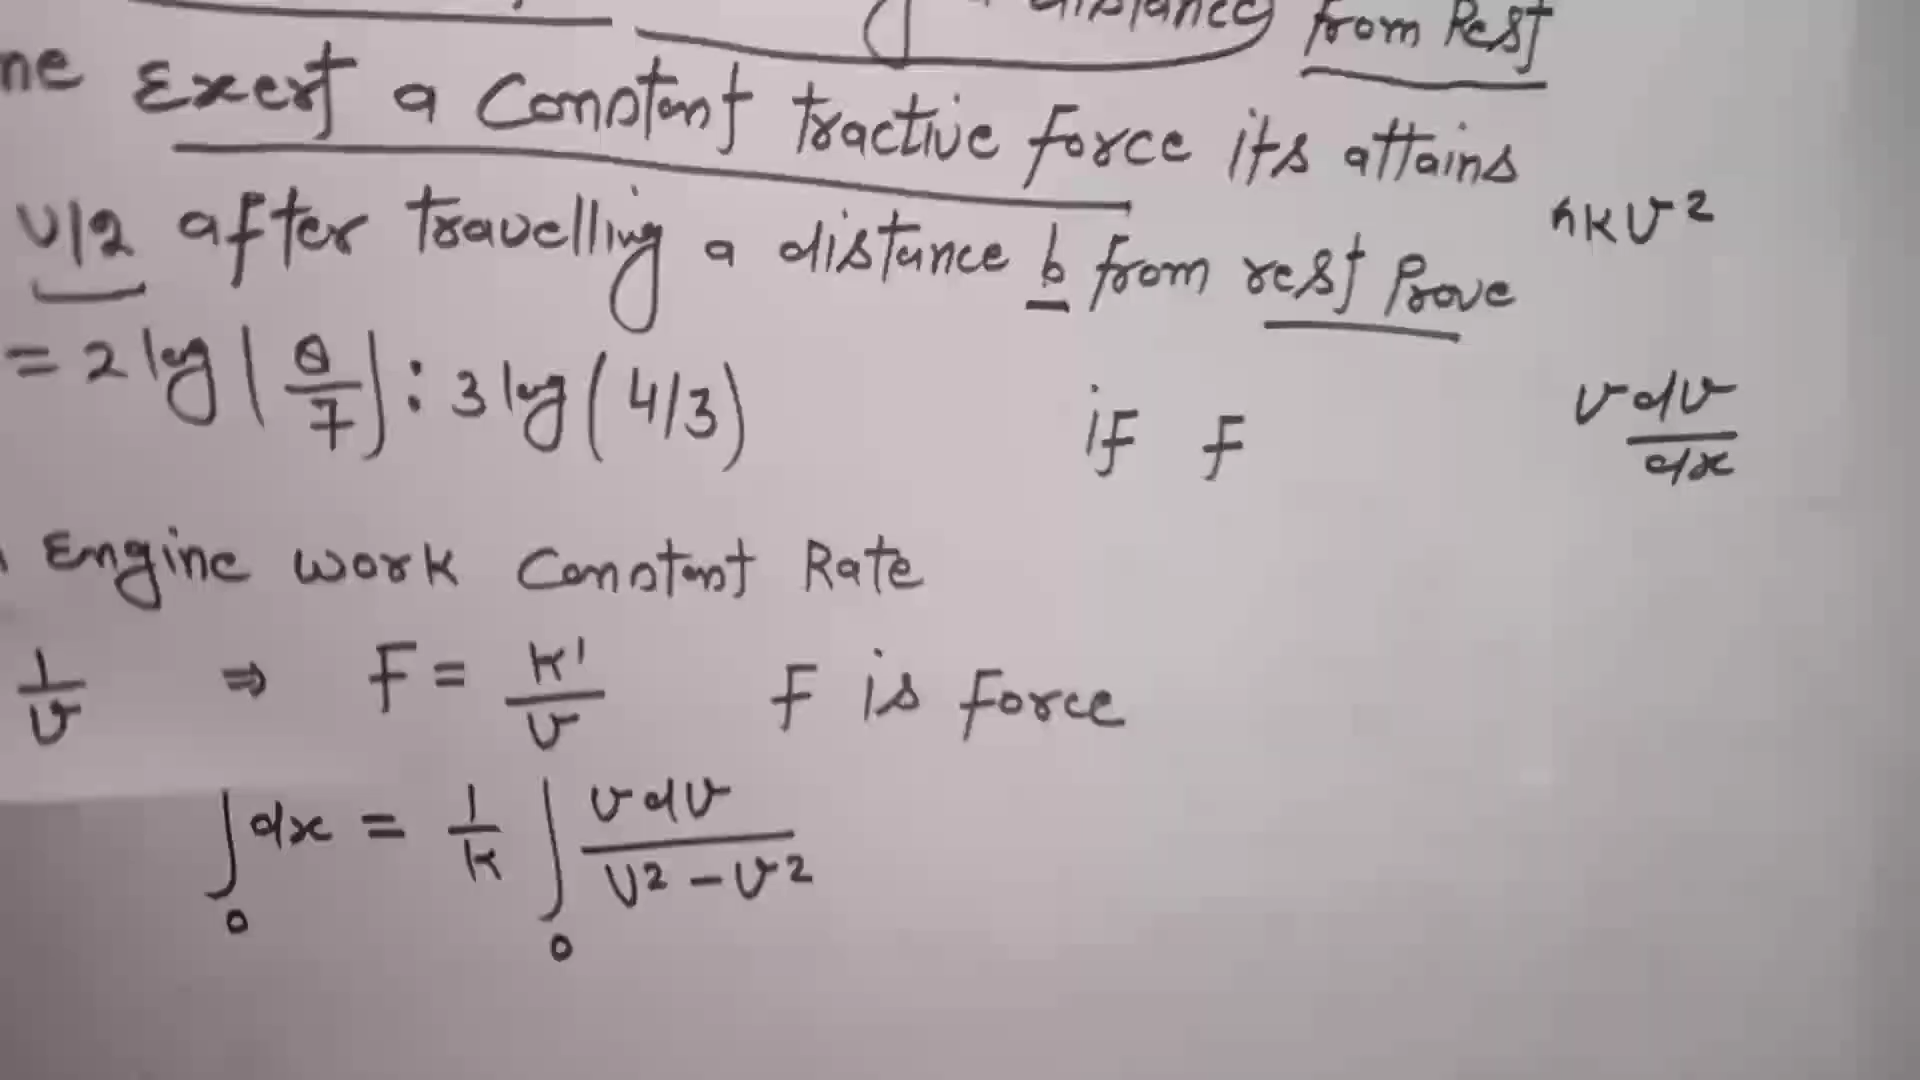 distance from Rest
ne Exert a Constant tractive force its attains
V/2 after travelling a distance b from rest Prove
nkv²
= 2 log (8/7) : 3 log (4/3)
if F
vdv/dx
Engine work Constant Rate
1/v ⇒ F = k'/v F is force
∫₀ dx = 1/k ∫₀ vdv/(V² - v²)